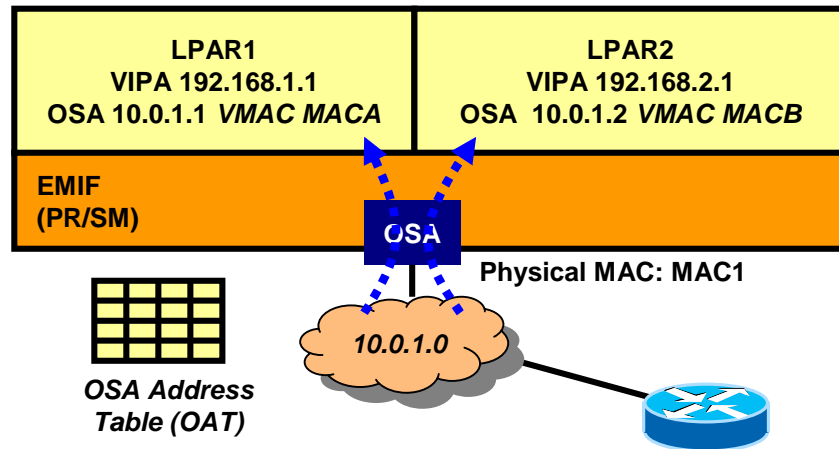 LPAR1
VIPA 192.168.1.1
OSA 10.0.1.1 VMAC MACA
LPAR2
VIPA 192.168.2.1
OSA 10.0.1.2 VMAC MACB
EMIF
(PR/SM)
OSA
Physical MAC: MAC1
10.0.1.0
OSA Address
Table (OAT)